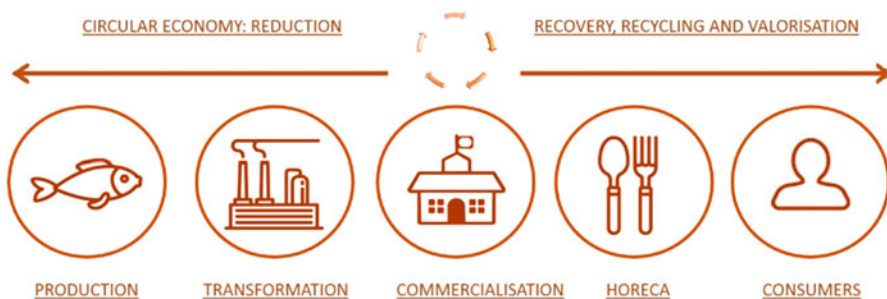 CIRCULAR ECONOMY: REDUCTION
RECOVERY, RECYCLING AND VALORISATION
PRODUCTION
TRANSFORMATION
COMMERCIALISATION
HORECA
CONSUMERS